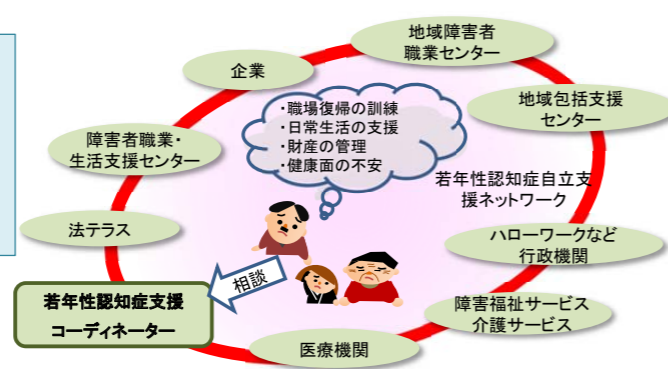 地域障害者
職業センター
企業
地域包括支援
センター
・職場復帰の訓練
・日常生活の支援
・財産の管理
・健康面の不安
障害者職業・
生活支援センター
若年性認知症自立支
援ネットワーク
法テラス
ハローワークなど
行政機関
相談
若年性認知症支援
コーディネーター
障害福祉サービス
介護サービス
医療機関